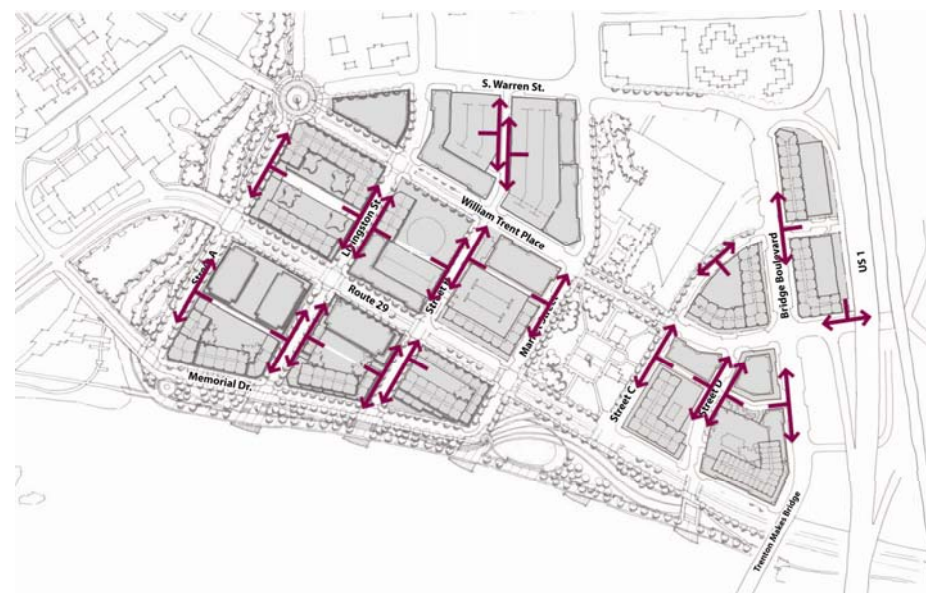 S. Warren St.
William Trent Place
Livingston St.
Bridge Boulevard
US 1
Street A
Route 29
Street
Street C
Street D
Memorial Dr.
Trenton Makes Bridge